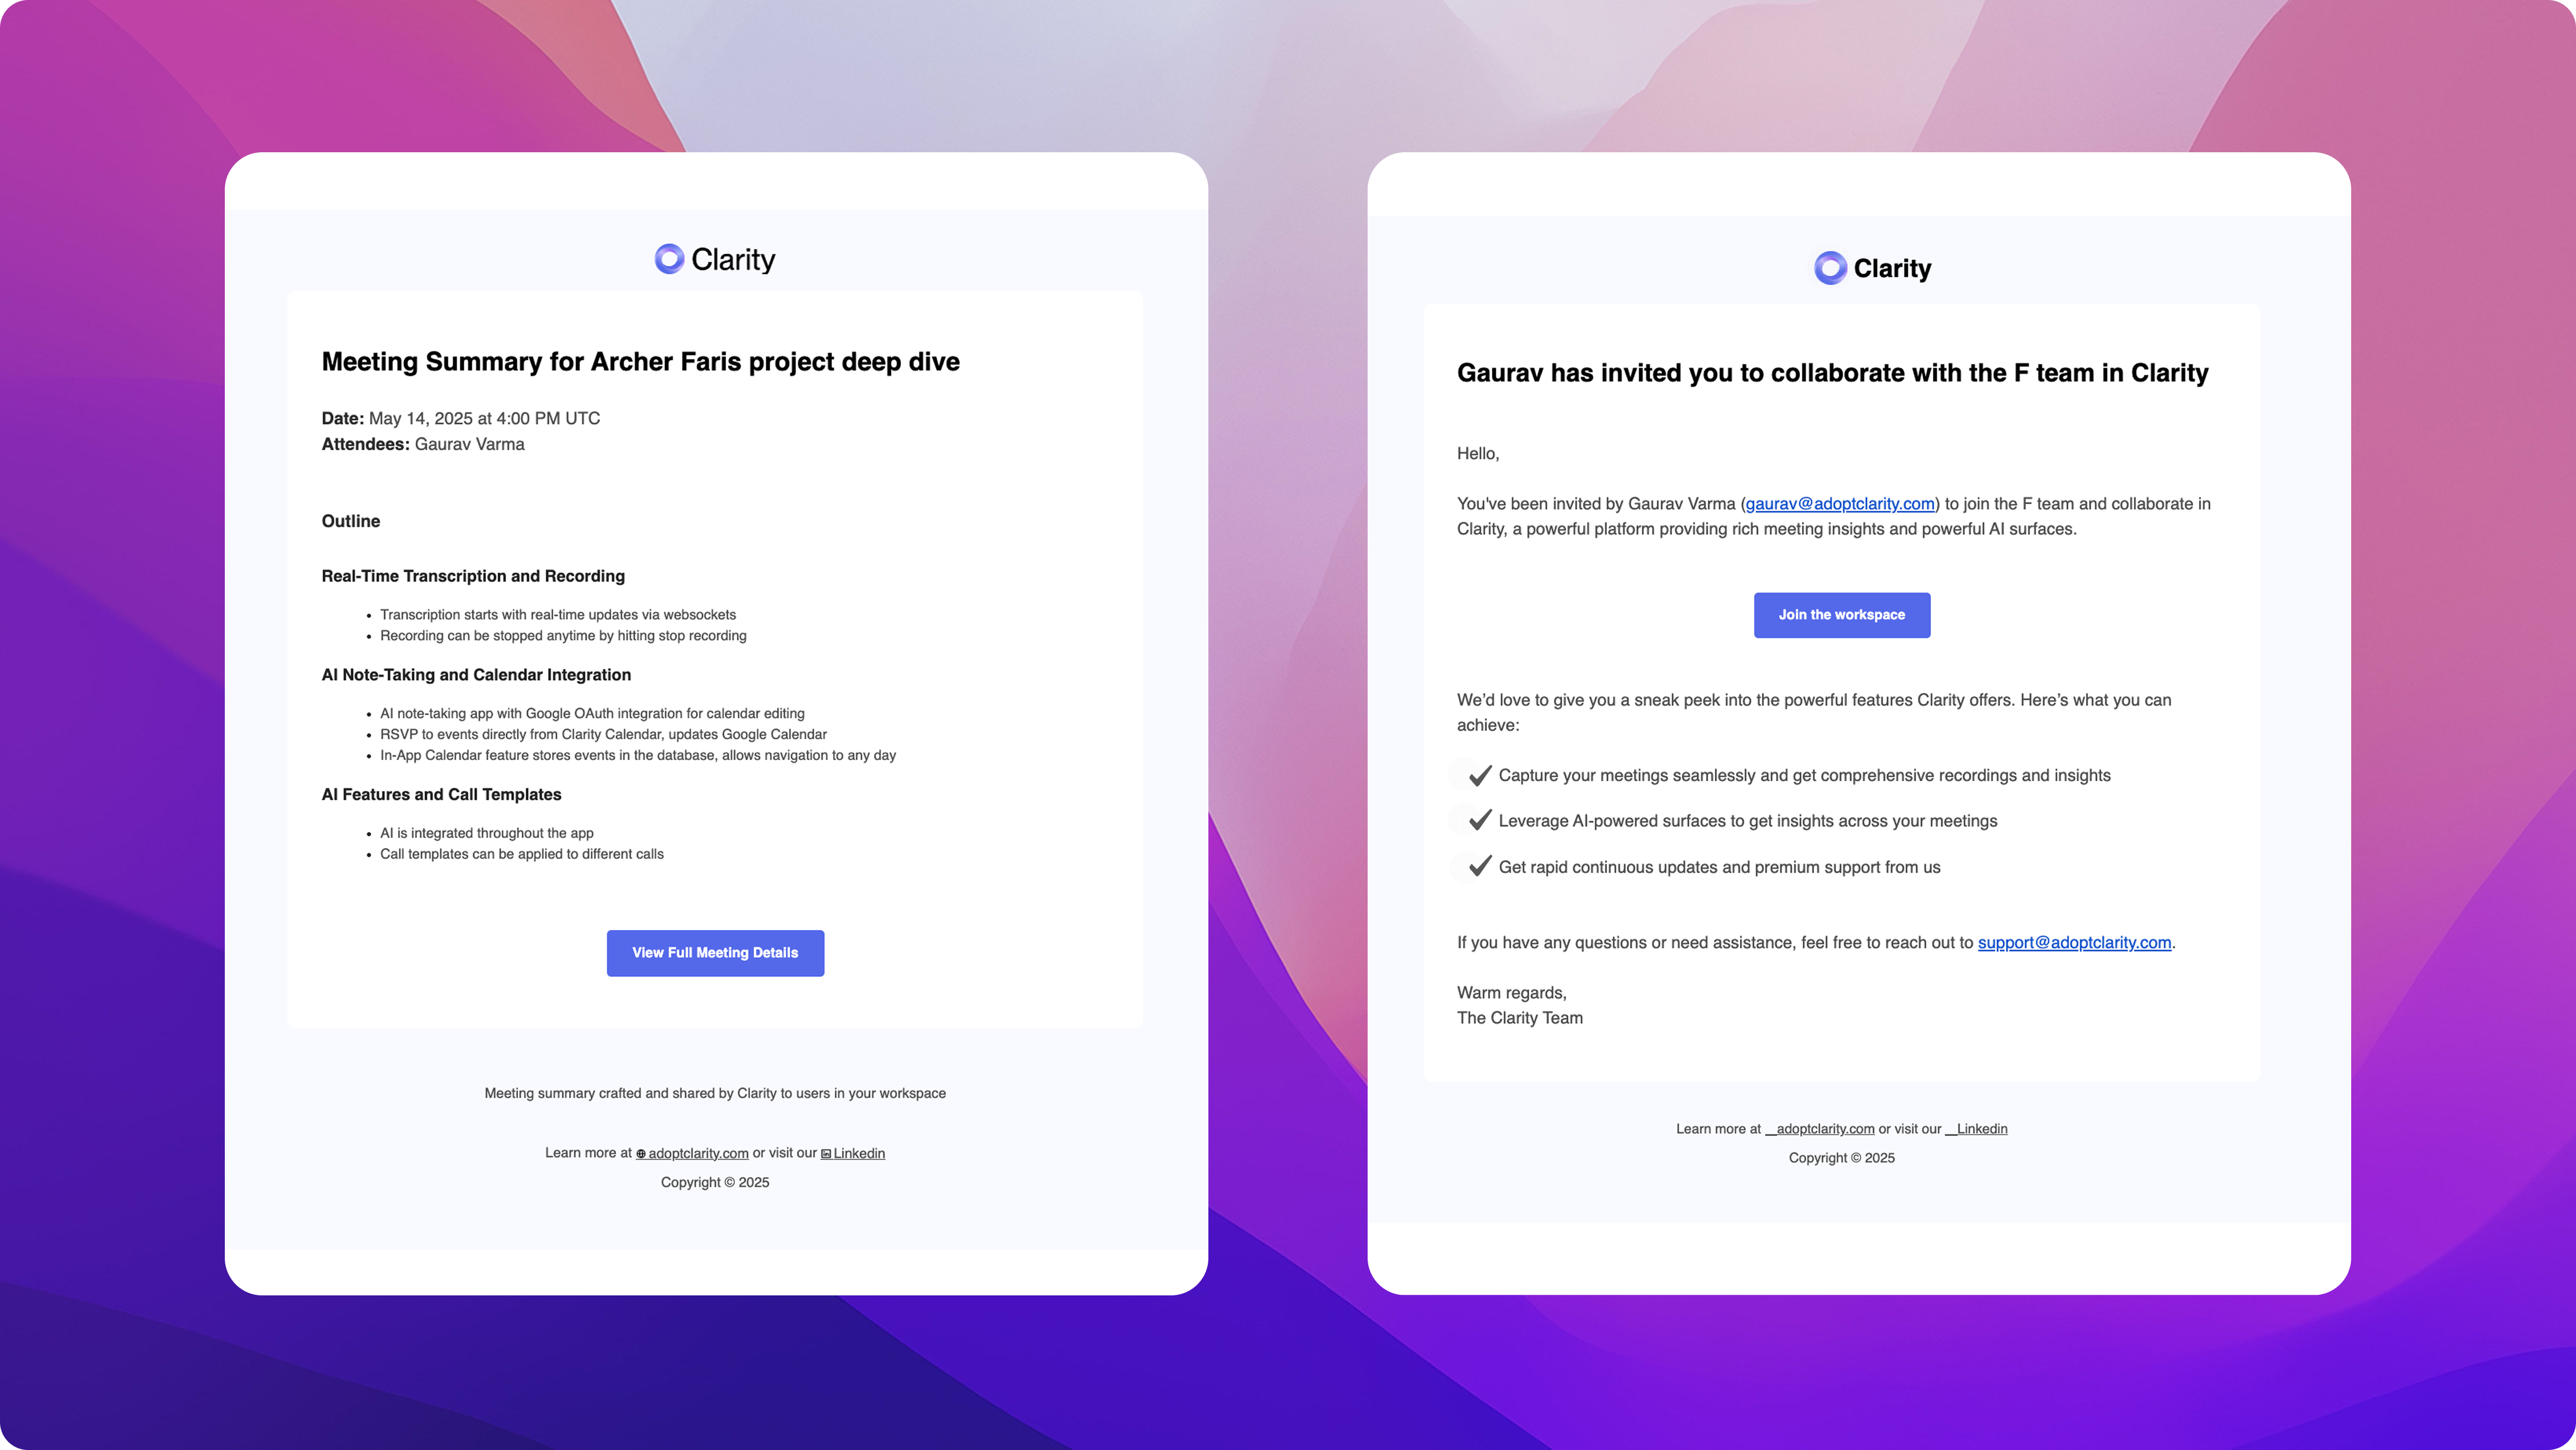 Clarity
Meeting Summary for Archer Faris project deep dive
Date: May 14, 2025 at 4:00 PM UTC
Attendees: Gaurav Varma
Outline
Real-Time Transcription and Recording
• Transcription starts with real-time updates via websockets
• Recording can be stopped anytime by hitting stop recording
AI Note-Taking and Calendar Integration
• AI note-taking app with Google OAuth integration for calendar editing
• RSVP to events directly from Clarity Calendar, updates Google Calendar
• In-App Calendar feature stores events in the database, allows navigation to any day
AI Features and Call Templates
• AI is integrated throughout the app
• Call templates can be applied to different calls
View Full Meeting Details
Meeting summary crafted and shared by Clarity to users in your workspace
Learn more at adoptclarity.com or visit our Linkedin
Copyright © 2025
Clarity
Gaurav has invited you to collaborate with the F team in Clarity
Hello,
You've been invited by Gaurav Varma (gaurav@adoptclarity.com) to join the F team and collaborate in
Clarity, a powerful platform providing rich meeting insights and powerful AI surfaces.
Join the workspace
We’d love to give you a sneak peek into the powerful features Clarity offers. Here’s what you can
achieve:
✔ Capture your meetings seamlessly and get comprehensive recordings and insights
✔ Leverage AI-powered surfaces to get insights across your meetings
✔ Get rapid continuous updates and premium support from us
If you have any questions or need assistance, feel free to reach out to support@adoptclarity.com.
Warm regards,
The Clarity Team
Learn more at __adoptclarity.com or visit our __Linkedin
Copyright © 2025